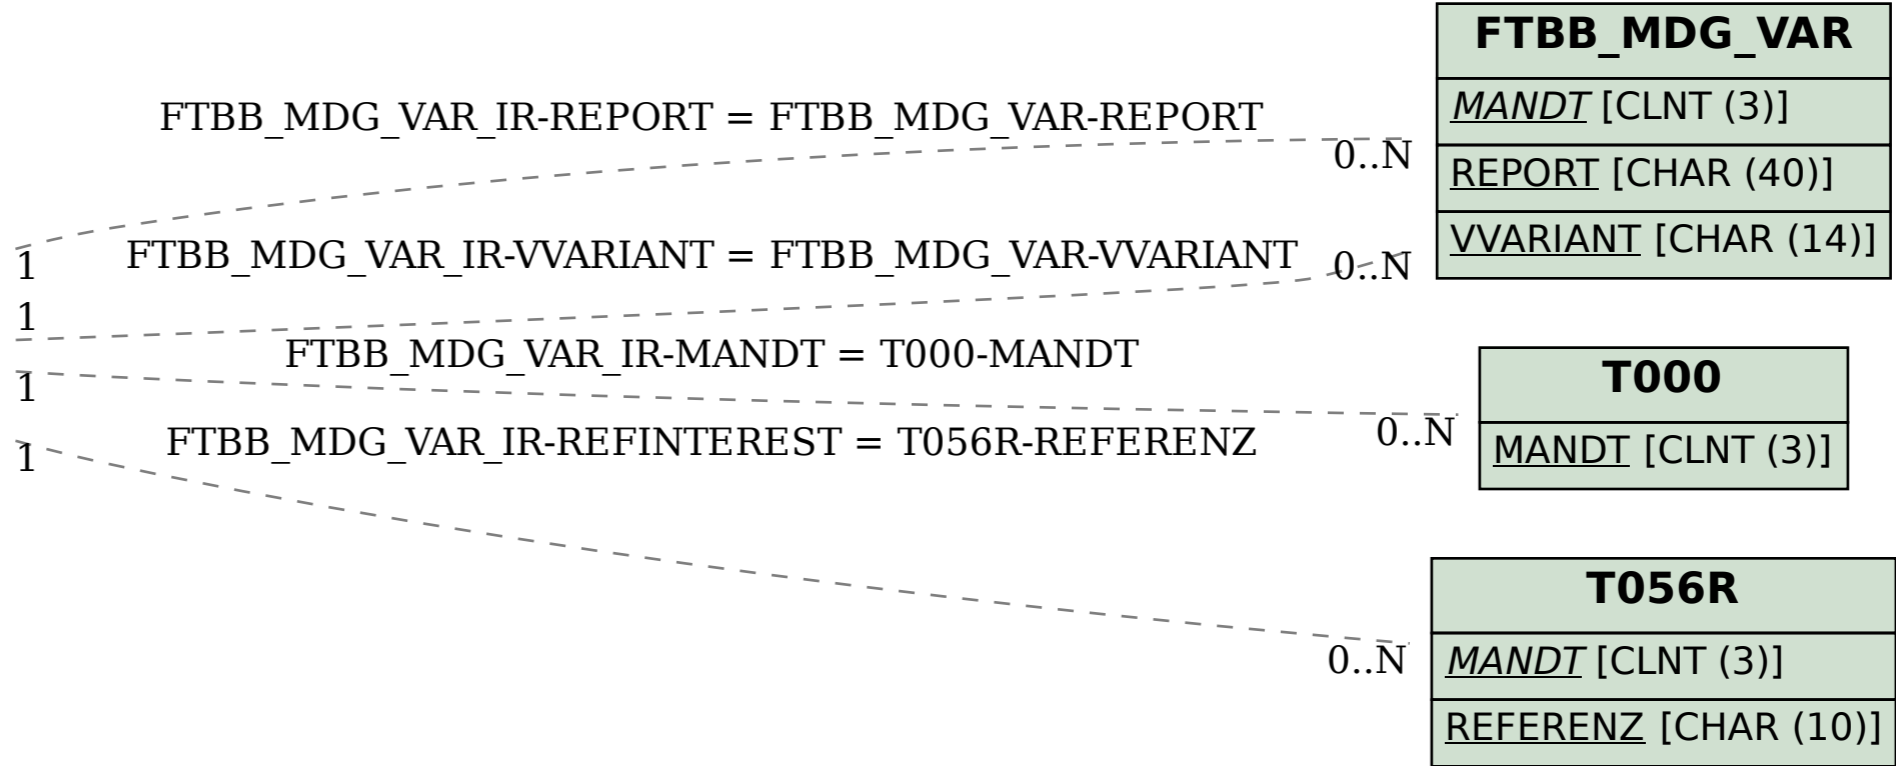 FTBB_MDG_VAR_IR-REPORT = FTBB_MDG_VAR-REPORT
0..N
1
FTBB_MDG_VAR_IR-VVARIANT = FTBB_MDG_VAR-VVARIANT
0..N
1
FTBB_MDG_VAR_IR-MANDT = T000-MANDT
1
0..N
FTBB_MDG_VAR_IR-REFINTEREST = T056R-REFERENZ
1
0..N
FTBB_MDG_VAR
MANDT [CLNT (3)]
REPORT [CHAR (40)]
VVARIANT [CHAR (14)]
T000
MANDT [CLNT (3)]
T056R
MANDT [CLNT (3)]
REFERENZ [CHAR (10)]